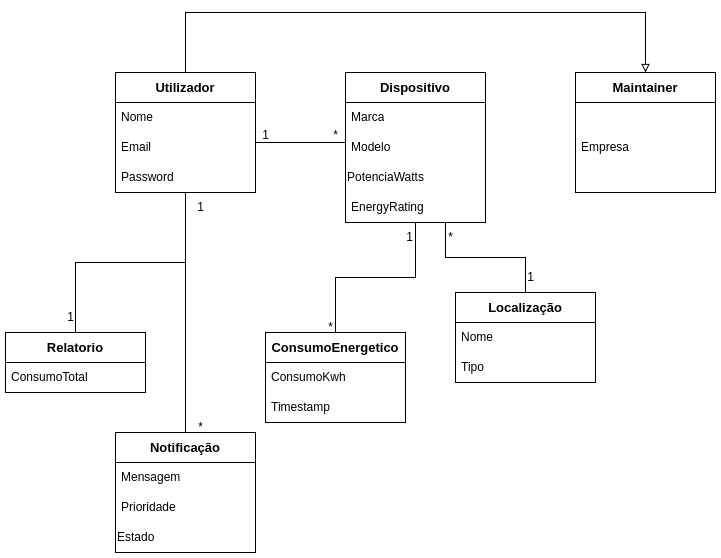 Utilizador
Nome
Email
Password
1
*
Dispositivo
Marca
Modelo
PotenciaWatts
EnergyRating
Maintainer
Empresa
1
1
*
1
*
*
1
Relatorio
ConsumoTotal
ConsumoEnergetico
ConsumoKwh
Timestamp
Localização
Nome
Tipo
Notificação
Mensagem
Prioridade
Estado